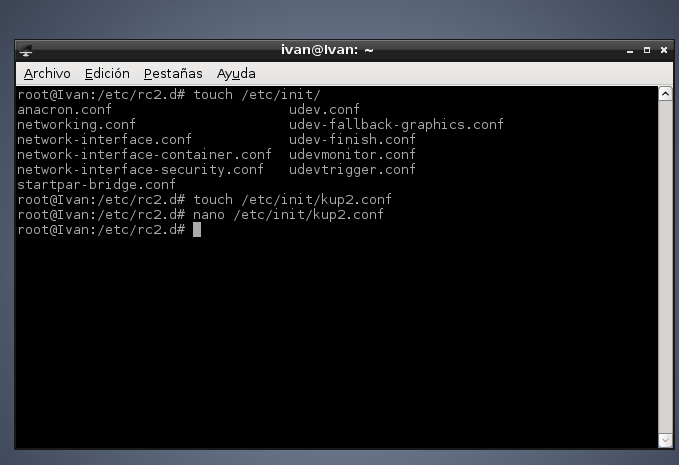 ivan@Ivan: ~
Archivo Edición Pestañas Ayuda
root@Ivan:/etc/rc2.d# touch /etc/init/
anacron.conf udev.conf
networking.conf udev-fallback-graphics.conf
network-interface.conf udev-finish.conf
network-interface-container.conf udevmonitor.conf
network-interface-security.conf udevtrigger.conf
startpar-bridge.conf
root@Ivan:/etc/rc2.d# touch /etc/init/kup2.conf
root@Ivan:/etc/rc2.d# nano /etc/init/kup2.conf
root@Ivan:/etc/rc2.d#